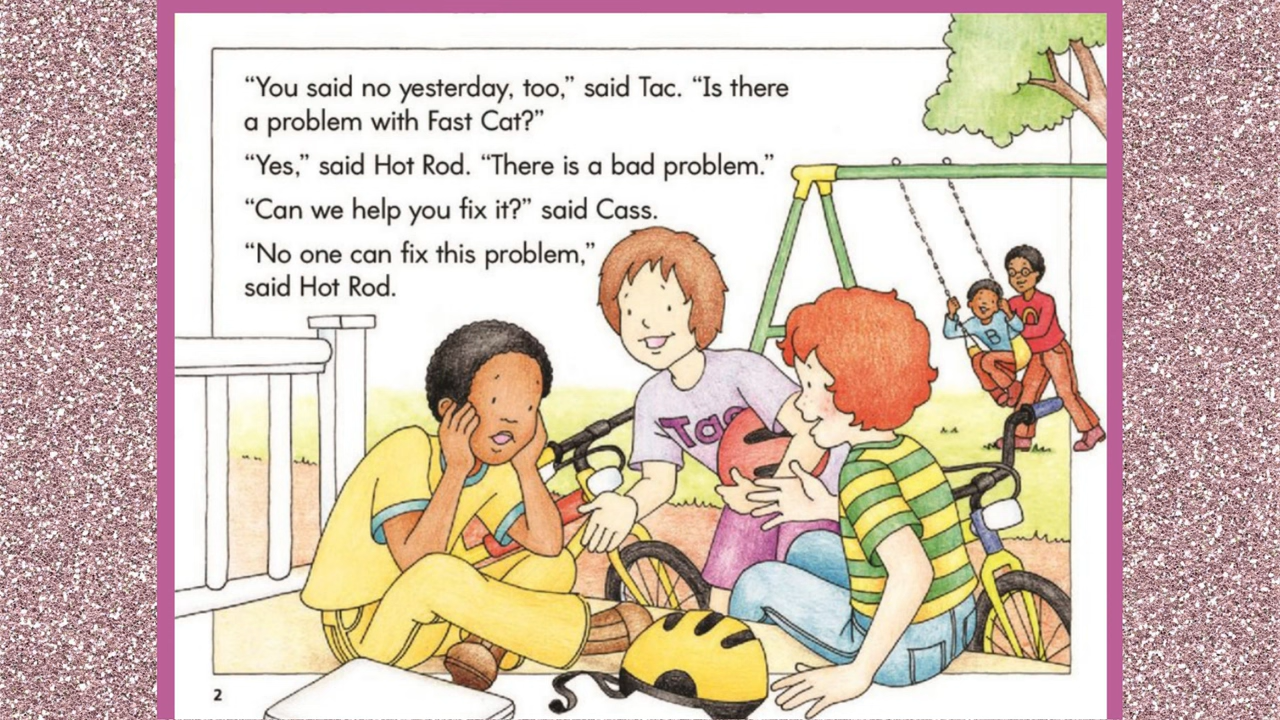 “You said no yesterday, too,” said Tac. “Is there
a problem with Fast Cat?”
“Yes,” said Hot Rod. “There is a bad problem.”
“Can we help you fix it?” said Cass.
“No one can fix this problem,”
said Hot Rod.
Tac
B
2